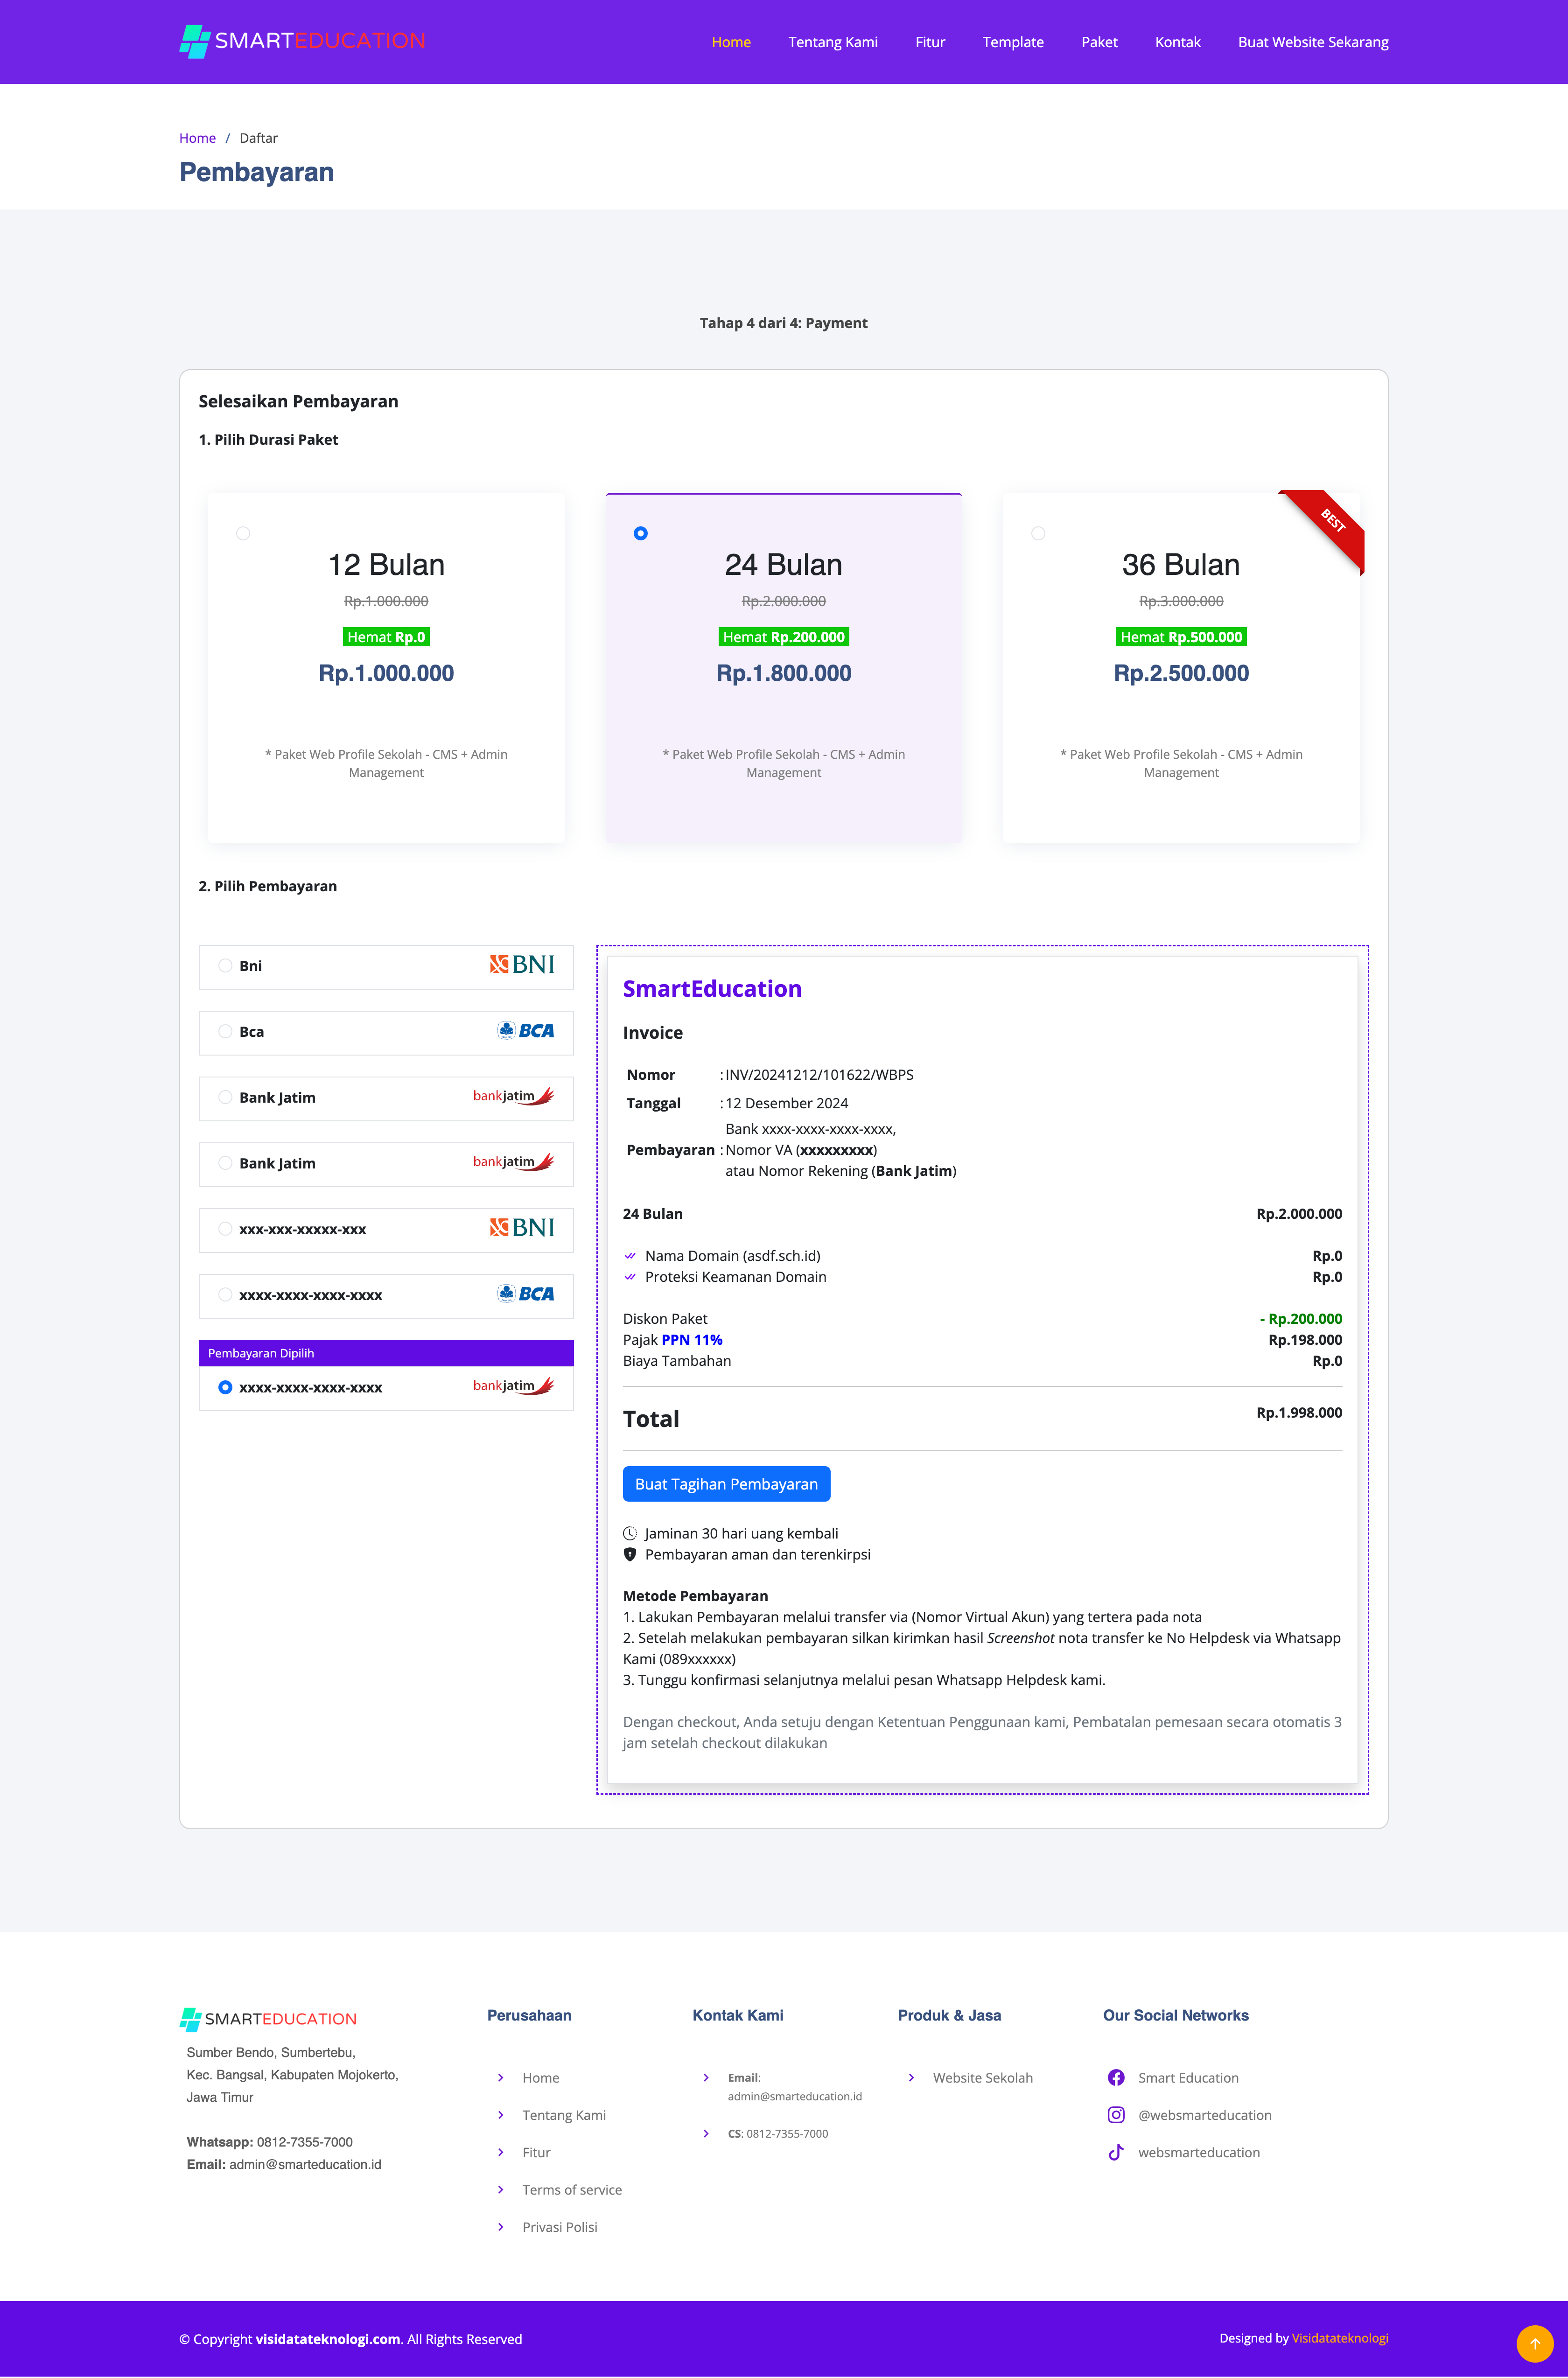 SMARTEDUCATION
Home
Tentang Kami
Fitur
Template
Paket
Kontak
Buat Website Sekarang
Home / Daftar
Pembayaran
Tahap 4 dari 4: Payment
Selesaikan Pembayaran
1. Pilih Durasi Paket
12 Bulan
Rp.1.000.000
Hemat Rp.0
Rp.1.000.000
* Paket Web Profile Sekolah - CMS + Admin
Management
24 Bulan
Rp.2.000.000
Hemat Rp.200.000
Rp.1.800.000
* Paket Web Profile Sekolah - CMS + Admin
Management
BEST
36 Bulan
Rp.3.000.000
Hemat Rp.500.000
Rp.2.500.000
* Paket Web Profile Sekolah - CMS + Admin
Management
2. Pilih Pembayaran
Bni BNI
Bca BCA
Bank Jatim bankjatim
Bank Jatim bankjatim
xxx-xxx-xxxxx-xxx BNI
xxxx-xxxx-xxxx-xxxx BCA
Pembayaran Dipilih
xxxx-xxxx-xxxx-xxxx bankjatim
SmartEducation
Invoice
Nomor : INV/20241212/101622/WBPS
Tanggal : 12 Desember 2024
Bank xxxx-xxxx-xxxx-xxxx,
Pembayaran : Nomor VA (xxxxxxxxx)
atau Nomor Rekening (Bank Jatim)
24 Bulan Rp.2.000.000
Nama Domain (asdf.sch.id) Rp.0
Proteksi Keamanan Domain Rp.0
Diskon Paket - Rp.200.000
Pajak PPN 11% Rp.198.000
Biaya Tambahan Rp.0
Total Rp.1.998.000
Buat Tagihan Pembayaran
Jaminan 30 hari uang kembali
Pembayaran aman dan terenkirpsi
Metode Pembayaran
1. Lakukan Pembayaran melalui transfer via (Nomor Virtual Akun) yang tertera pada nota
2. Setelah melakukan pembayaran silkan kirimkan hasil Screenshot nota transfer ke No Helpdesk via Whatsapp
Kami (089xxxxxx)
3. Tunggu konfirmasi selanjutnya melalui pesan Whatsapp Helpdesk kami.
Dengan checkout, Anda setuju dengan Ketentuan Penggunaan kami, Pembatalan pemesaan secara otomatis 3
jam setelah checkout dilakukan
SMARTEDUCATION
Sumber Bendo, Sumbertebu,
Kec. Bangsal, Kabupaten Mojokerto,
Jawa Timur
Whatsapp: 0812-7355-7000
Email: admin@smarteducation.id
Perusahaan
Home
Tentang Kami
Fitur
Terms of service
Privasi Polisi
Kontak Kami
Email:
admin@smarteducation.id
CS: 0812-7355-7000
Produk & Jasa
Website Sekolah
Our Social Networks
Smart Education
@websmarteducation
websmarteducation
© Copyright visidatateknologi.com. All Rights Reserved
Designed by Visidatateknologi